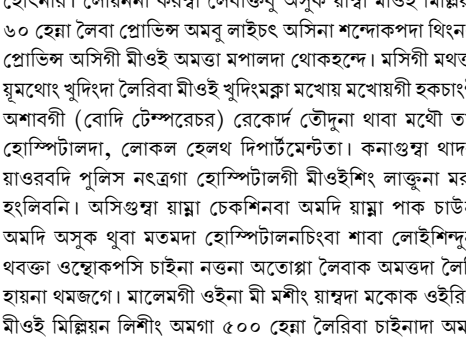 ৬০ হেন্না লৈবা প্রোভিন্স অমবু লাইচৎ অসিনা শন্দোকপদা থিংন
প্রোভিন্স অসিগী মীওই অমত্তা মপালদা থোকহন্দে। মসিগী মথত
য়ূমথোং খুদিংদা লৈরিবা মীওই খুদিংমক্না মখোয় মখোয়গী হকচাং
অশাবগী (বোদি টেম্পরেচর) রেকোর্দ তৌদুনা থাবা মথৌ ত
হোস্পিটালদা, লোকল হেলথ দিপার্টমেন্টতা। কনাগুম্বা থাদ
য়াওরবদি পুলিস নৎত্রগা হোস্পিটালগী মীওইশিং লাক্তুনা মর
হংলিবনি। অসিগুম্বা য়াম্না চেকশিনবা অমদি য়াম্না পাক চাউ
অমদি অসুক থুবা মতমদা হোস্পিটালনচিংবা শাবা লোইশিন্দু
থবক্তা ওন্থোকপসি চাইনা নত্তনা অতোপ্পা লৈবাক অমত্তদা লৈ
হায়না থমজগে। মালেমগী ওইনা মী মশীং য়াম্বদা মকোক ওইরি
মীওই মিল্লিয়ন লিশীং অমগা ৫০০ হেন্না লৈরিবা চাইনাদা অম